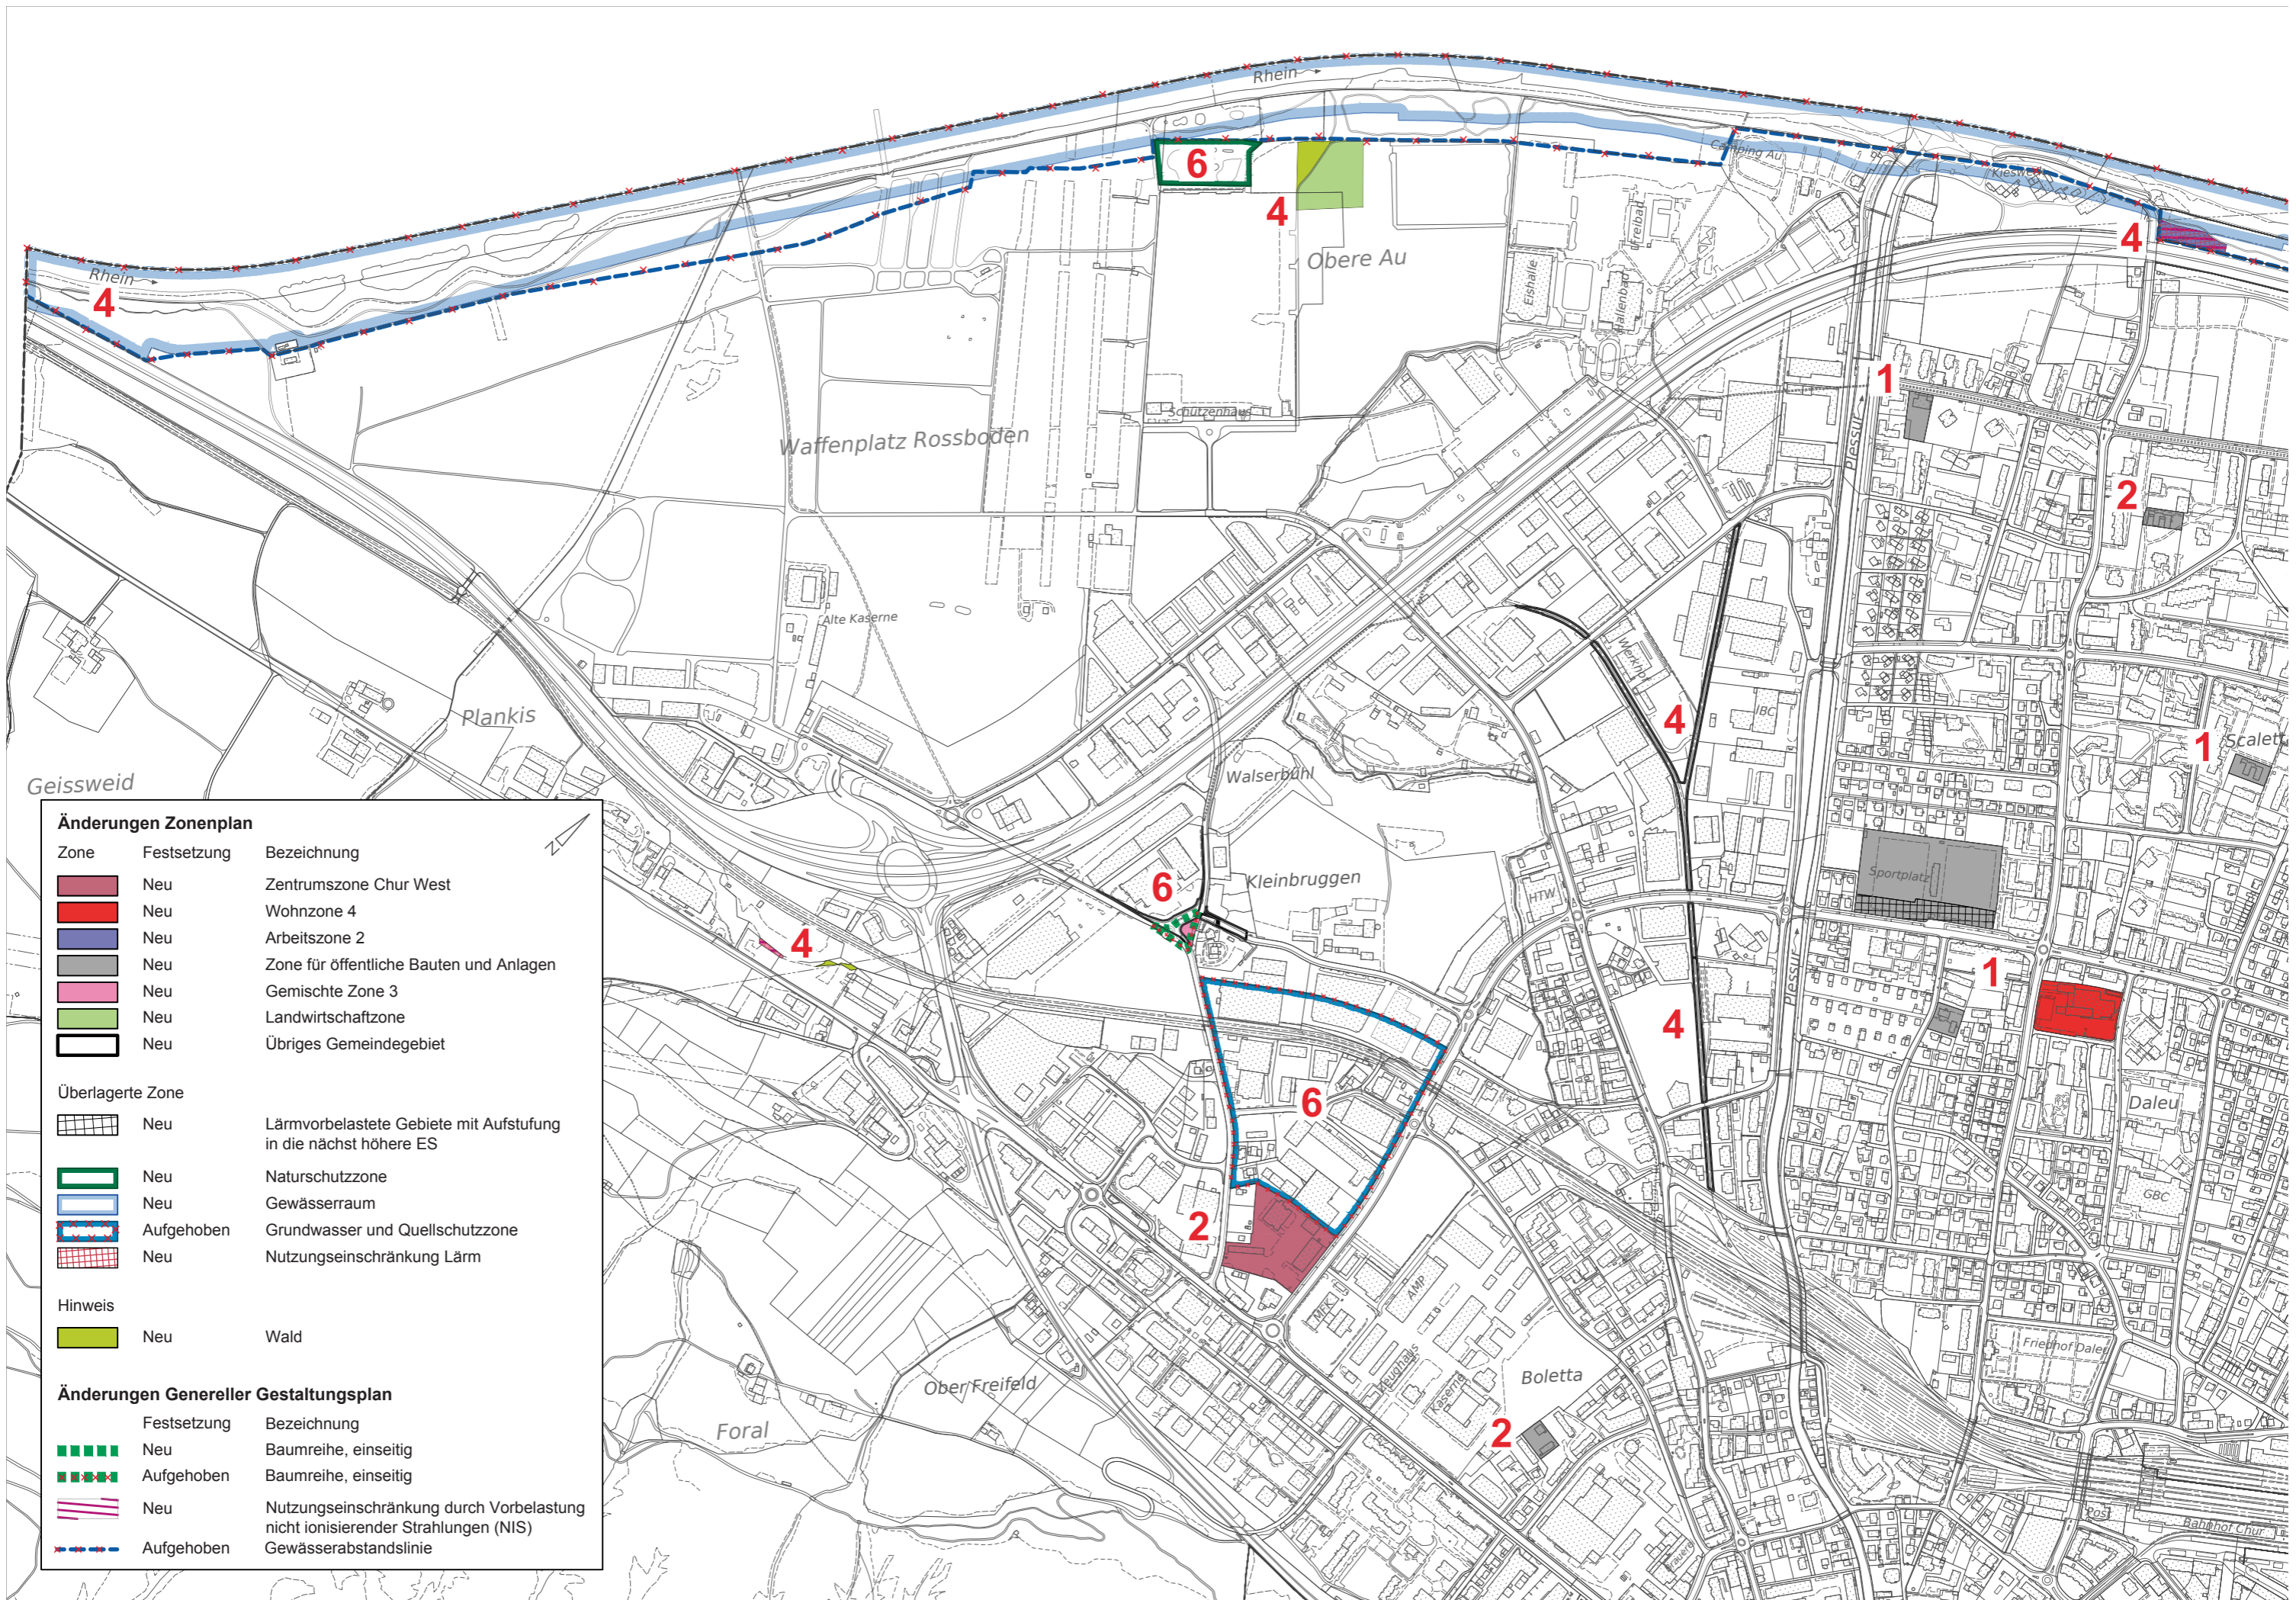 Rhein
Rhein
Camping Au
6
4
4
4
Obere Au
Freibad
Eishalle
Hallenbad
1
Schützenhaus
Waffenplatz Rossboden
Plessur
2
Alte Kaserne
Werkhof
Plankis
4
IBC
1
Geissweid
Walserbühl
6
Kleinbruggen
Sportplatz
HTW
4
1
Plessur
4
6
Daleu
GBC
2
AMP
MFK
Friedhof Daleu
Zeughaus
Kaserne
Boletta
Ober Freifeld
Foral
2
Post
Bahnhof Chur
Brauerei
Änderungen Zonenplan
Zone Festsetzung Bezeichnung
Neu Zentrumszone Chur West
Neu Wohnzone 4
Neu Arbeitszone 2
Neu Zone für öffentliche Bauten und Anlagen
Neu Gemischte Zone 3
Neu Landwirtschaftzone
Neu Übriges Gemeindegebiet
Überlagerte Zone
Neu Lärmvorbelastete Gebiete mit Aufstufung
in die nächst höhere ES
Neu Naturschutzzone
Neu Gewässerraum
Aufgehoben Grundwasser und Quellschutzzone
Neu Nutzungseinschränkung Lärm
Hinweis
Neu Wald
Änderungen Genereller Gestaltungsplan
Festsetzung Bezeichnung
Neu Baumreihe, einseitig
Aufgehoben Baumreihe, einseitig
Neu Nutzungseinschränkung durch Vorbelastung
nicht ionisierender Strahlungen (NIS)
Aufgehoben Gewässerabstandslinie
N